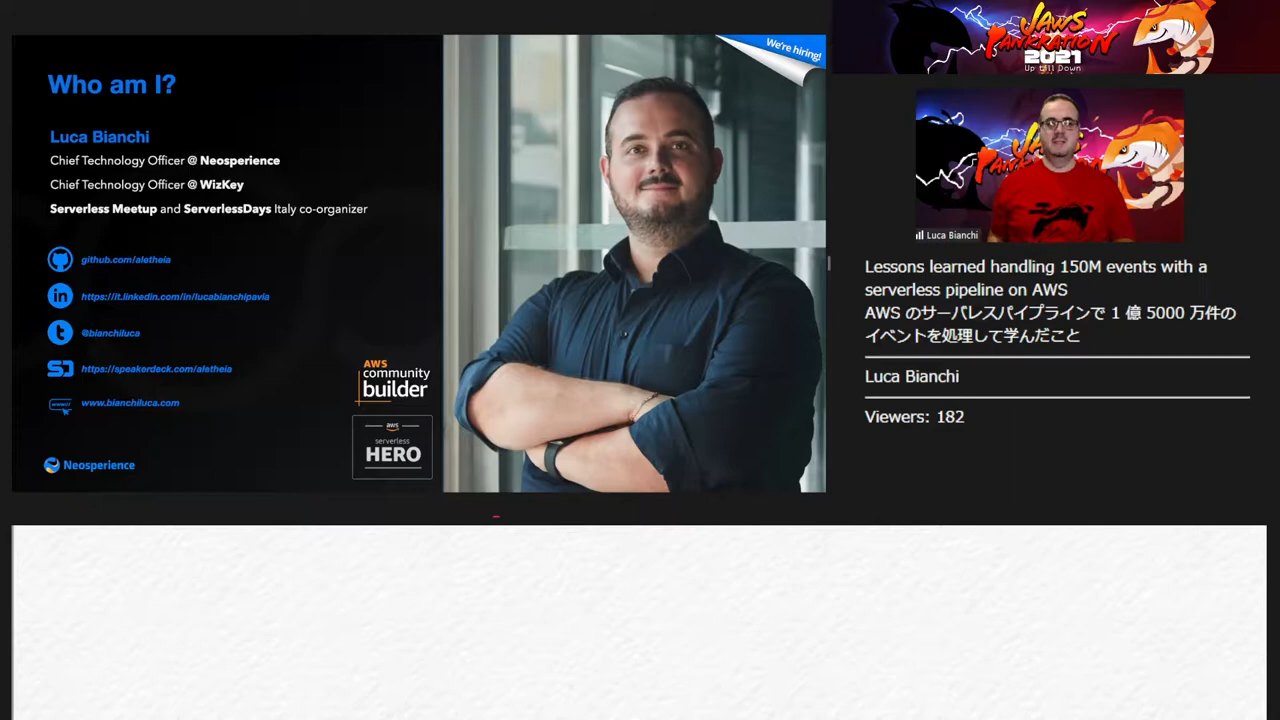 We're hiring!
Who am I?
Luca Bianchi
Chief Technology Officer @ Neosperience
Chief Technology Officer @ WizKey
Serverless Meetup and ServerlessDays Italy co-organizer
github.com/aletheia
https://it.linkedin.com/in/lucabianchipavia
@bianchiluca
https://speakerdeck.com/aletheia
www.bianchiluca.com
AWS
community
builder
aws
serverless
HERO
Neosperience
JAWS
PANKRATION
2021
Up till Down
Luca Bianchi
Lessons learned handling 150M events with a
serverless pipeline on AWS
AWS のサーバレスパイプラインで 1 億 5000 万件の
イベントを処理して学んだこと
Luca Bianchi
Viewers: 182